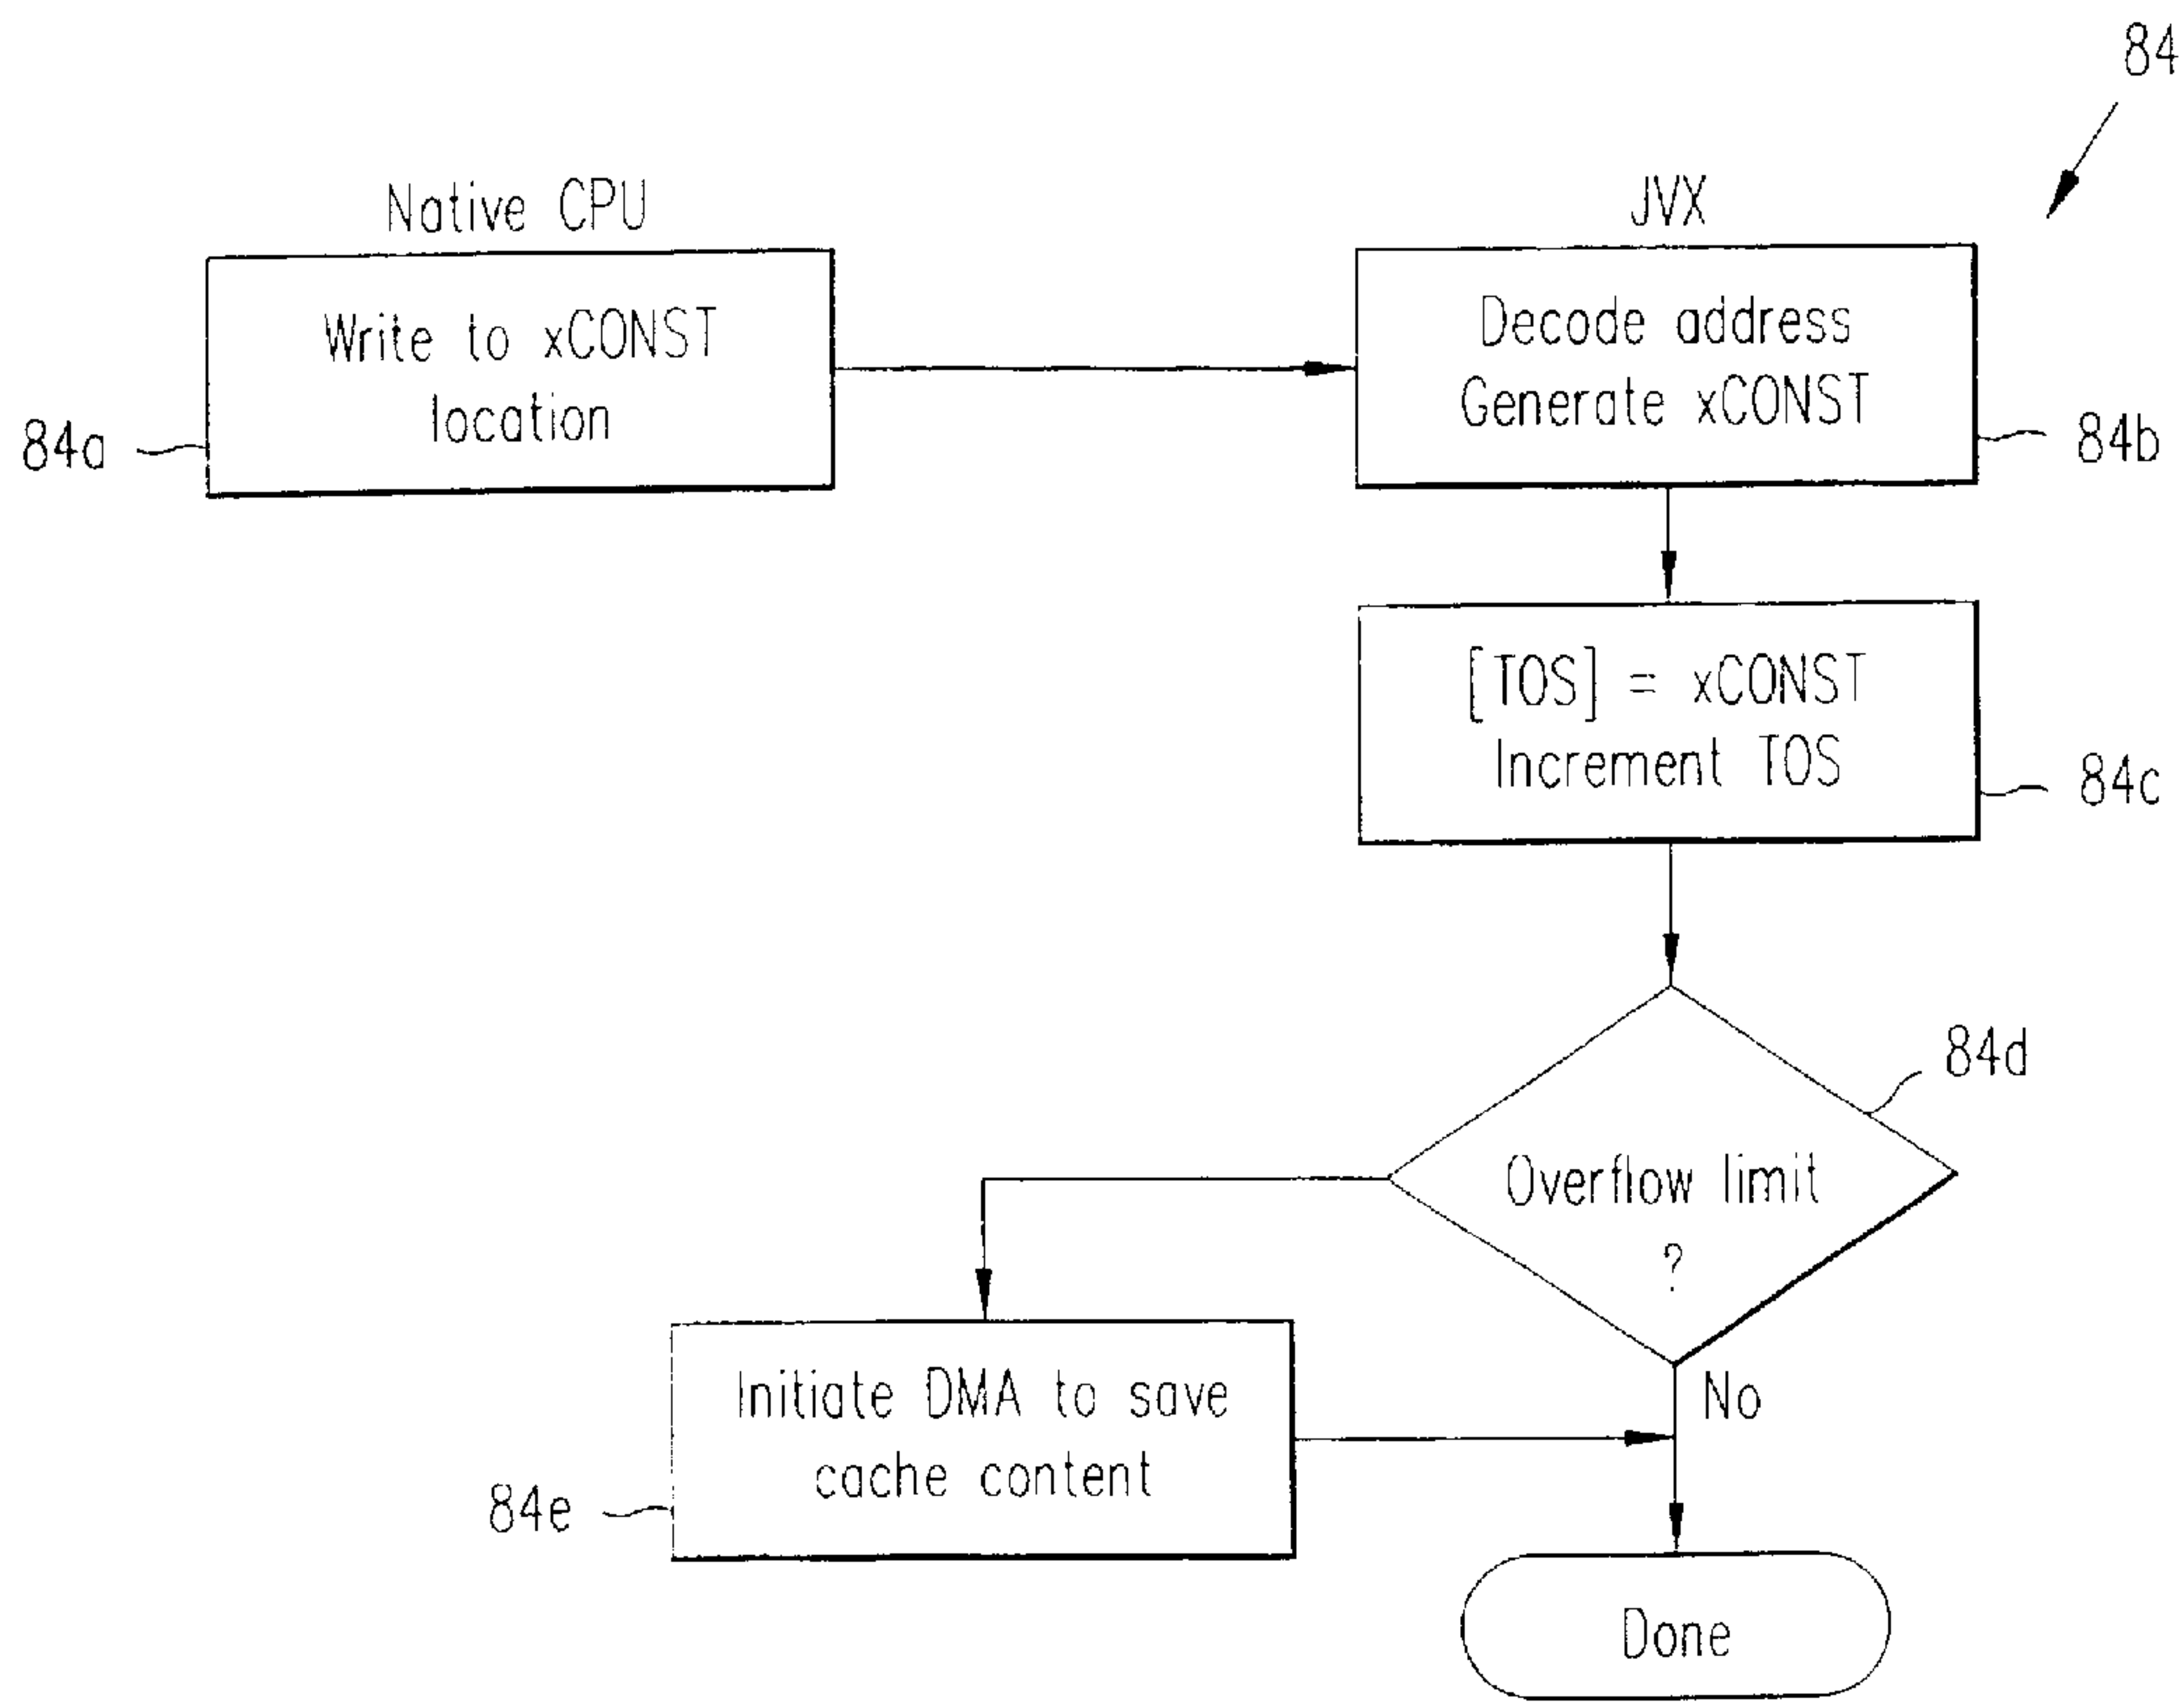 84
Native CPU
JVX
Write to xCONST
location
84a
Decode address
Generate xCONST
84b
[TOS] = xCONST
Increment TOS
84c
Overflow limit
?
84d
No
Initiate DMA to save
cache content
84e
Done